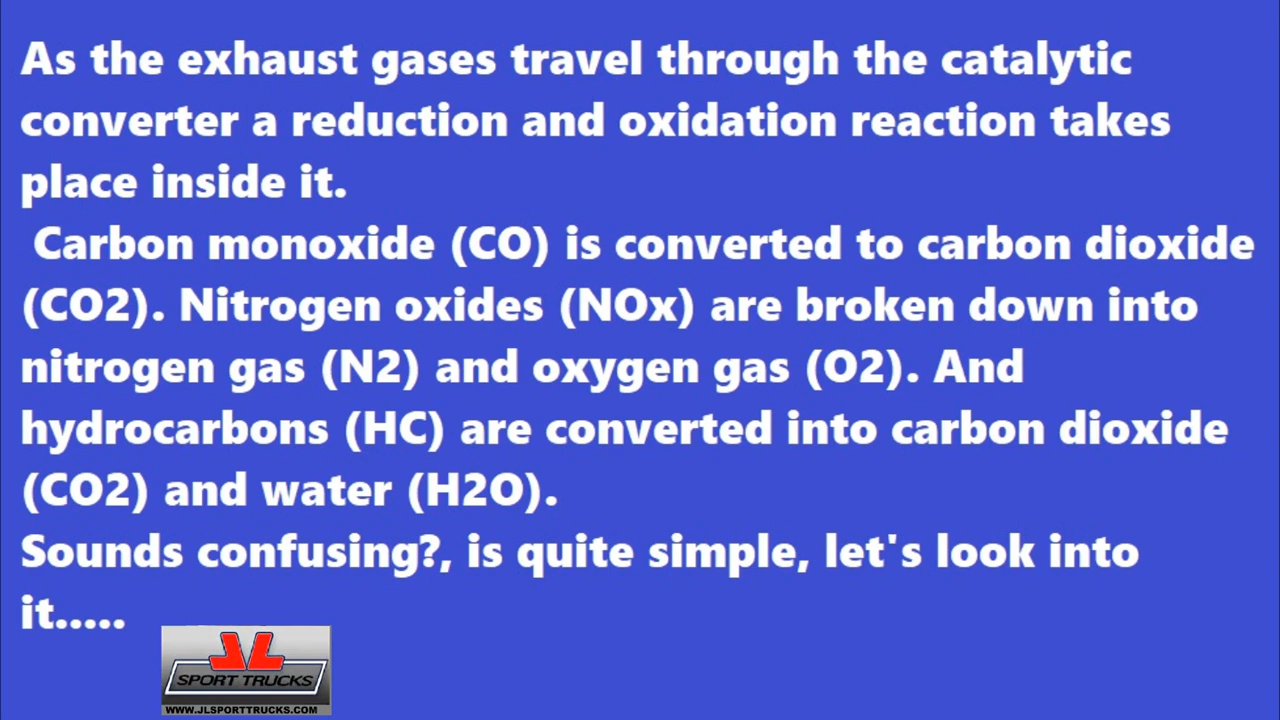 As the exhaust gases travel through the catalytic
converter a reduction and oxidation reaction takes
place inside it.
Carbon monoxide (CO) is converted to carbon dioxide
(CO2). Nitrogen oxides (NOx) are broken down into
nitrogen gas (N2) and oxygen gas (O2). And
hydrocarbons (HC) are converted into carbon dioxide
(CO2) and water (H2O).
Sounds confusing?, is quite simple, let's look into
it.....
JL
SPORT TRUCKS
WWW.JLSPORTTRUCKS.COM